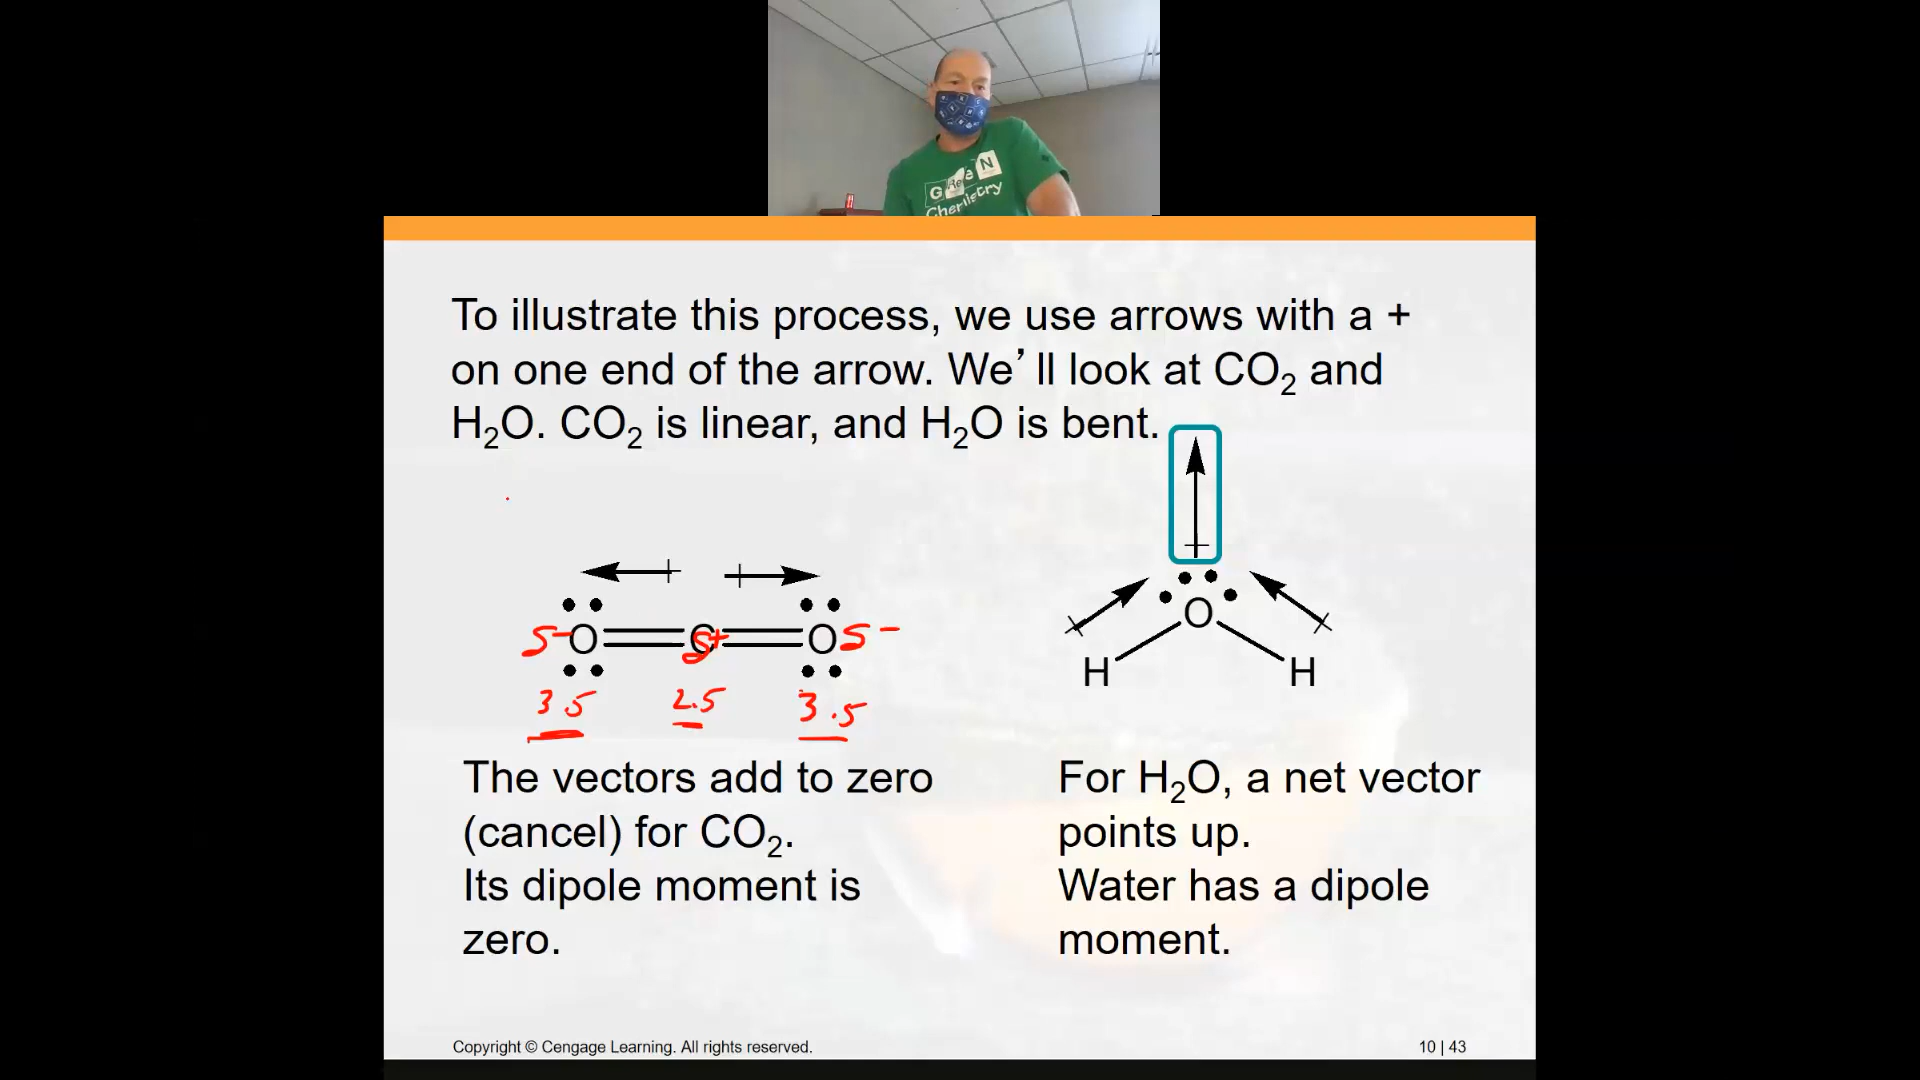 G Re e N
Chemistry
To illustrate this process, we use arrows with a +
on one end of the arrow. We’ll look at CO₂ and
H₂O. CO₂ is linear, and H₂O is bent.
δ- O C δ+ O δ-
O
H H
3.5 2.5 3.5
The vectors add to zero
(cancel) for CO₂.
Its dipole moment is
zero.
For H₂O, a net vector
points up.
Water has a dipole
moment.
Copyright © Cengage Learning. All rights reserved.
10 | 43